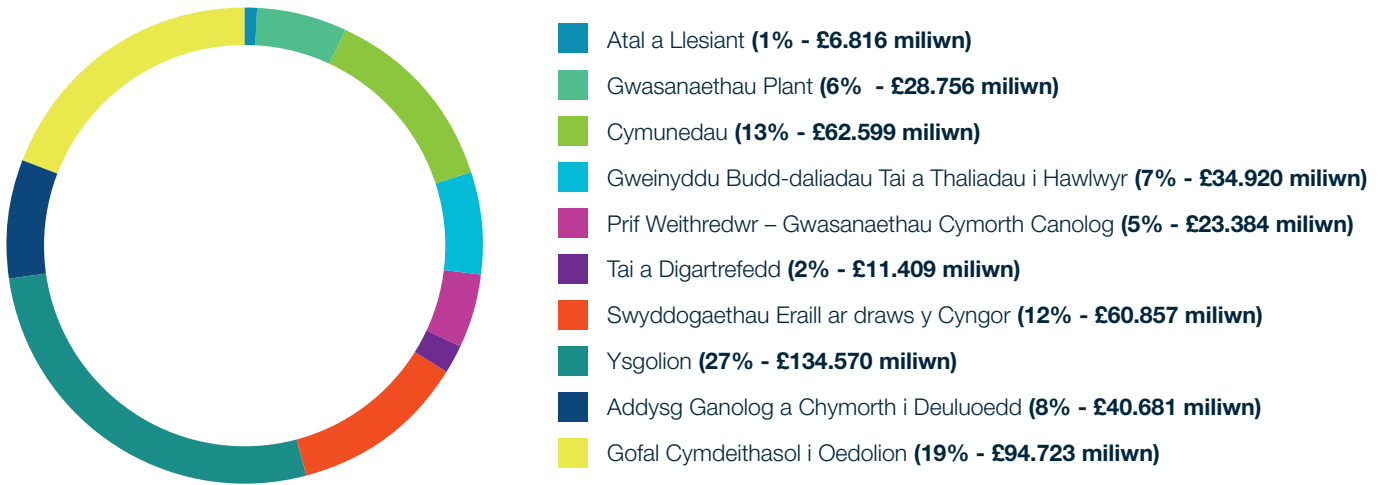 Atal a Llesiant (1% - £6.816 miliwn)
Gwasanaethau Plant (6%  - £28.756 miliwn)
Cymunedau (13% - £62.599 miliwn)
Gweinyddu Budd-daliadau Tai a Thaliadau i Hawlwyr (7% - £34.920 miliwn)
Prif Weithredwr – Gwasanaethau Cymorth Canolog (5% - £23.384 miliwn)
Tai a Digartrefedd (2% - £11.409 miliwn)
Swyddogaethau Eraill ar draws y Cyngor (12% - £60.857 miliwn)
Ysgolion (27% - £134.570 miliwn)
Addysg Ganolog a Chymorth i Deuluoedd (8% - £40.681 miliwn)
Gofal Cymdeithasol i Oedolion (19% - £94.723 miliwn)